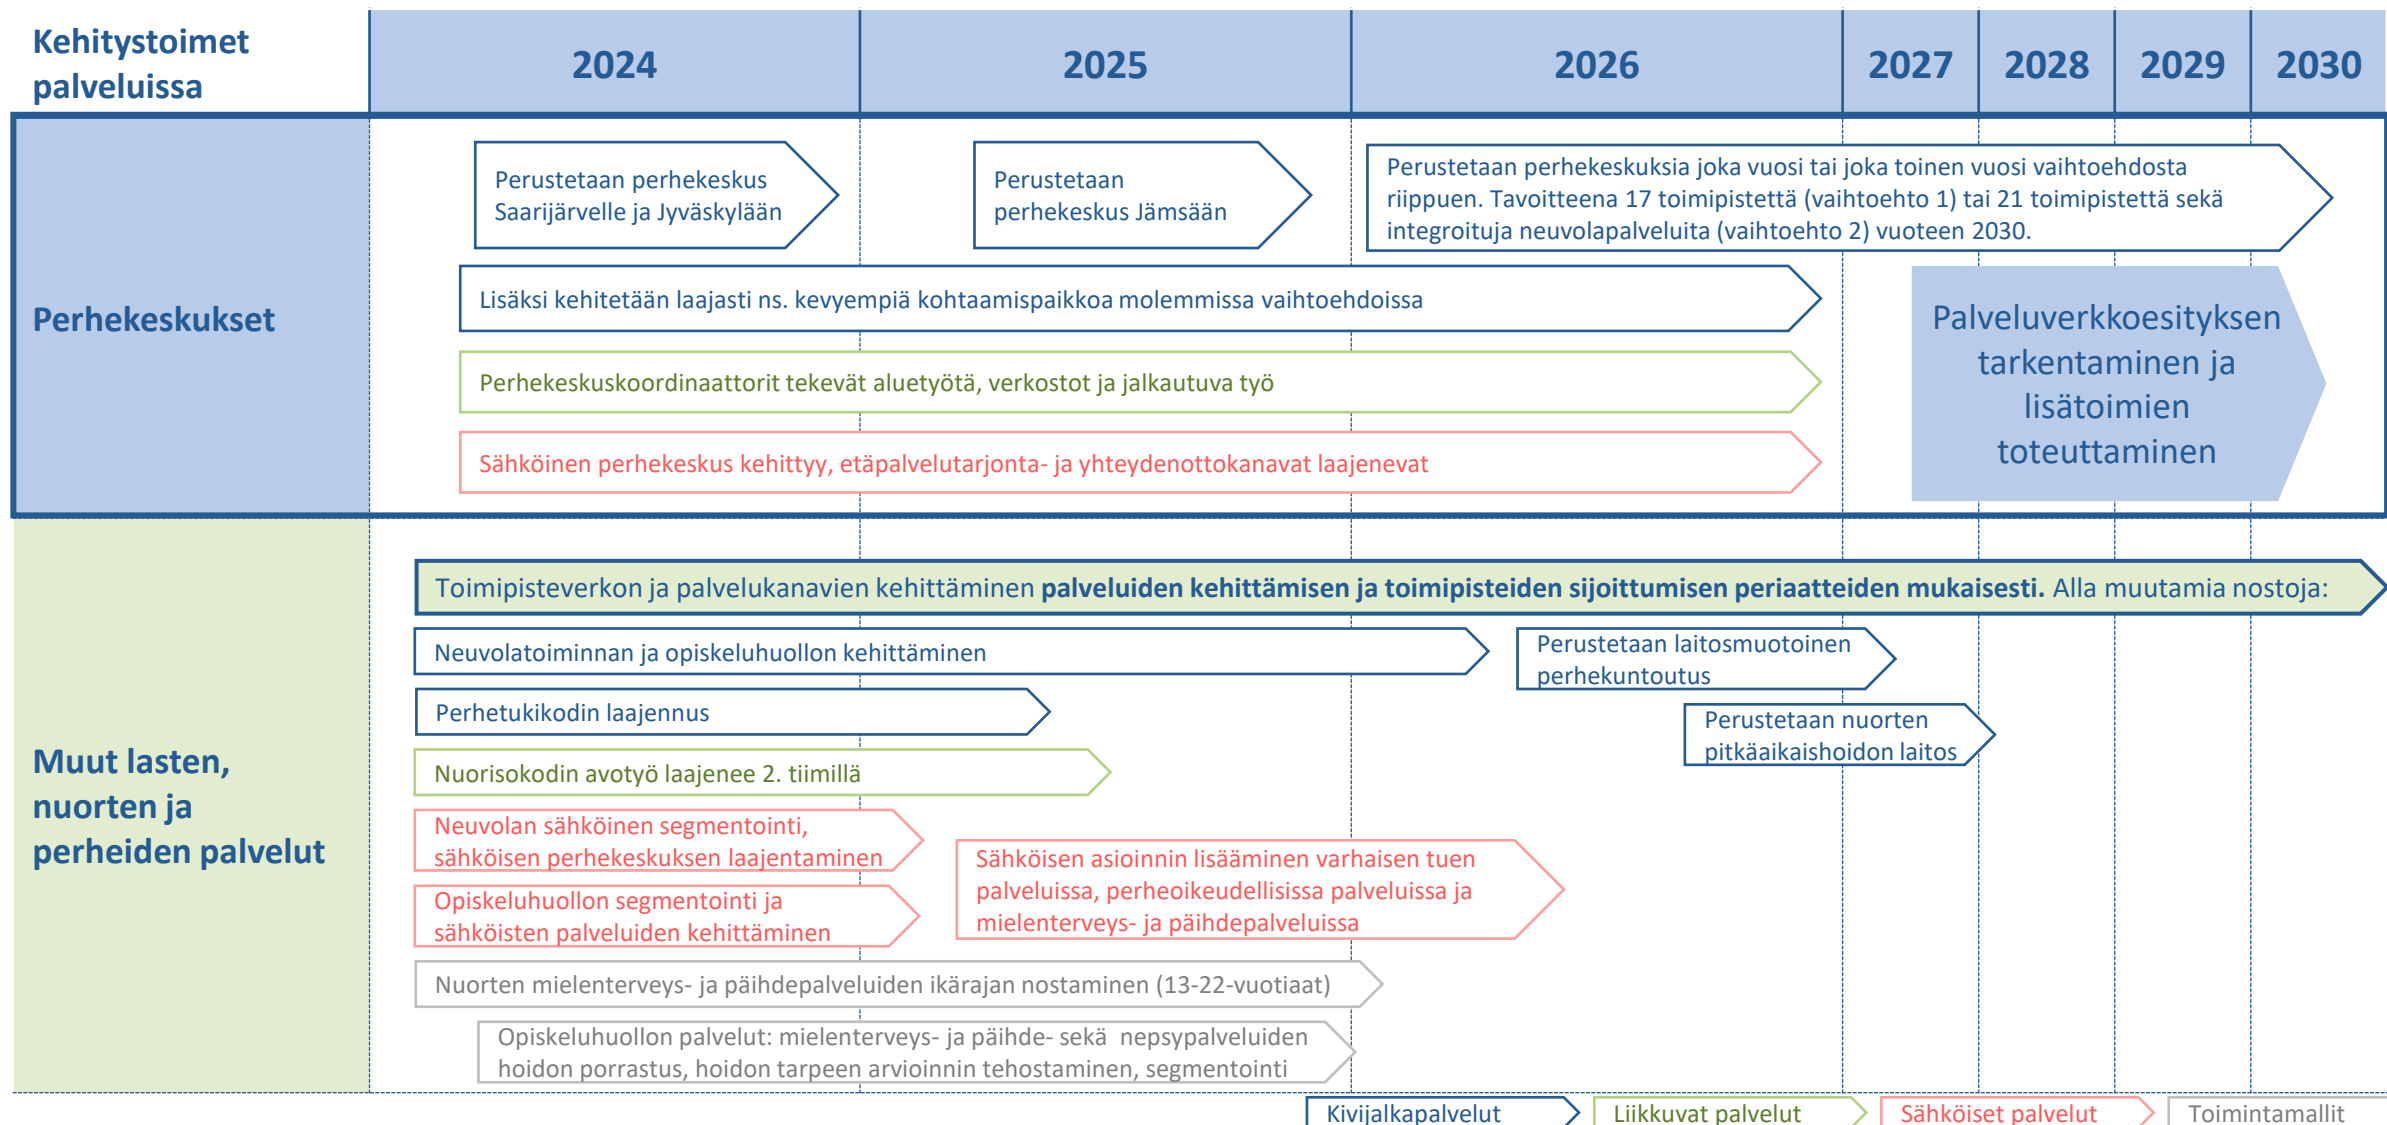 Kehitystoimet
palveluissa
2024
2025
2026
2027
2028
2029
2030
Perhekeskukset
Perustetaan perhekeskus
Saarijärvelle ja Jyväskylään
Perustetaan
perhekeskus Jämsään
Perustetaan perhekeskuksia joka vuosi tai joka toinen vuosi vaihtoehdosta
riippuen. Tavoitteena 17 toimipistettä (vaihtoehto 1) tai 21 toimipistettä sekä
integroituja neuvolapalveluita (vaihtoehto 2) vuoteen 2030.
Lisäksi kehitetään laajasti ns. kevyempiä kohtaamispaikkoa molemmissa vaihtoehdoissa
Perhekeskuskoordinaattorit tekevät aluetyötä, verkostot ja jalkautuva työ
Sähköinen perhekeskus kehittyy, etäpalvelutarjonta- ja yhteydenottokanavat laajenevat
Palveluverkkoesityksen
tarkentaminen ja
lisätoimien
toteuttaminen
Muut lasten,
nuorten ja
perheiden palvelut
Toimipisteverkon ja palvelukanavien kehittäminen palveluiden kehittämisen ja toimipisteiden sijoittumisen periaatteiden mukaisesti. Alla muutamia nostoja:
Neuvolatoiminnan ja opiskeluhuollon kehittäminen
Perustetaan laitosmuotoinen
perhekuntoutus
Perhetukikodin laajennus
Perustetaan nuorten
pitkäaikaishoidon laitos
Nuorisokodin avotyö laajenee 2. tiimillä
Neuvolan sähköinen segmentointi,
sähköisen perhekeskuksen laajentaminen
Opiskeluhuollon segmentointi ja
sähköisten palveluiden kehittäminen
Sähköisen asioinnin lisääminen varhaisen tuen
palveluissa, perheoikeudellisissa palveluissa ja
mielenterveys- ja päihdepalveluissa
Nuorten mielenterveys- ja päihdepalveluiden ikärajan nostaminen (13-22-vuotiaat)
Opiskeluhuollon palvelut: mielenterveys- ja päihde- sekä  nepsypalveluiden
hoidon porrastus, hoidon tarpeen arvioinnin tehostaminen, segmentointi
Kivijalkapalvelut
Liikkuvat palvelut
Sähköiset palvelut
Toimintamallit